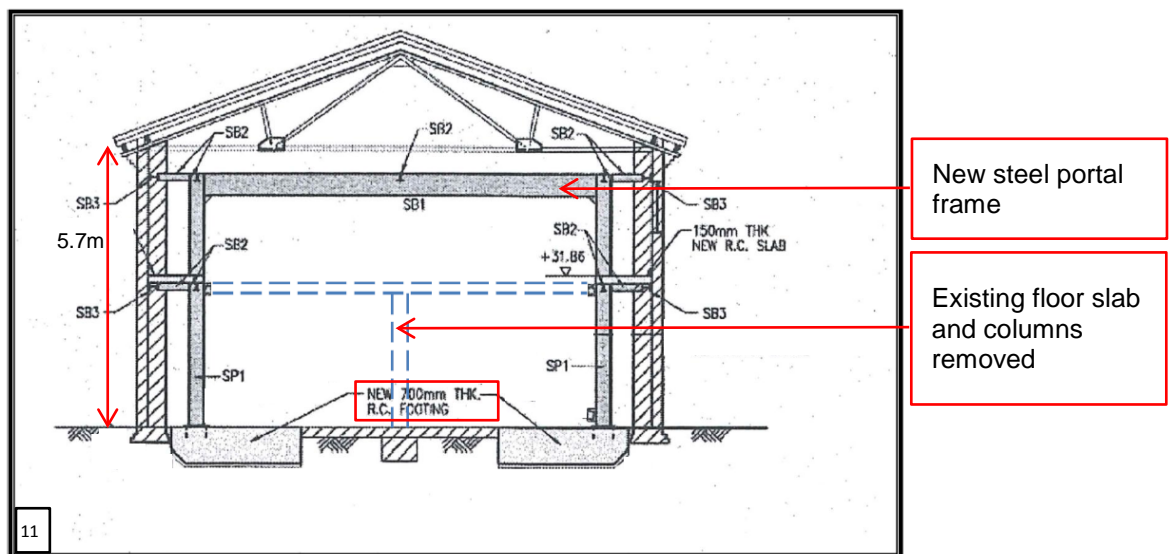 SB2
SB2
SB2
SB3
SB1
SB3
5.7m
SB2
SB2
150mm THK
NEW R.C. SLAB
+31.86
SB3
SB3
SP1
SP1
NEW 700mm THK.
R.C. FOOTING
11
New steel portal
frame
Existing floor slab
and columns
removed